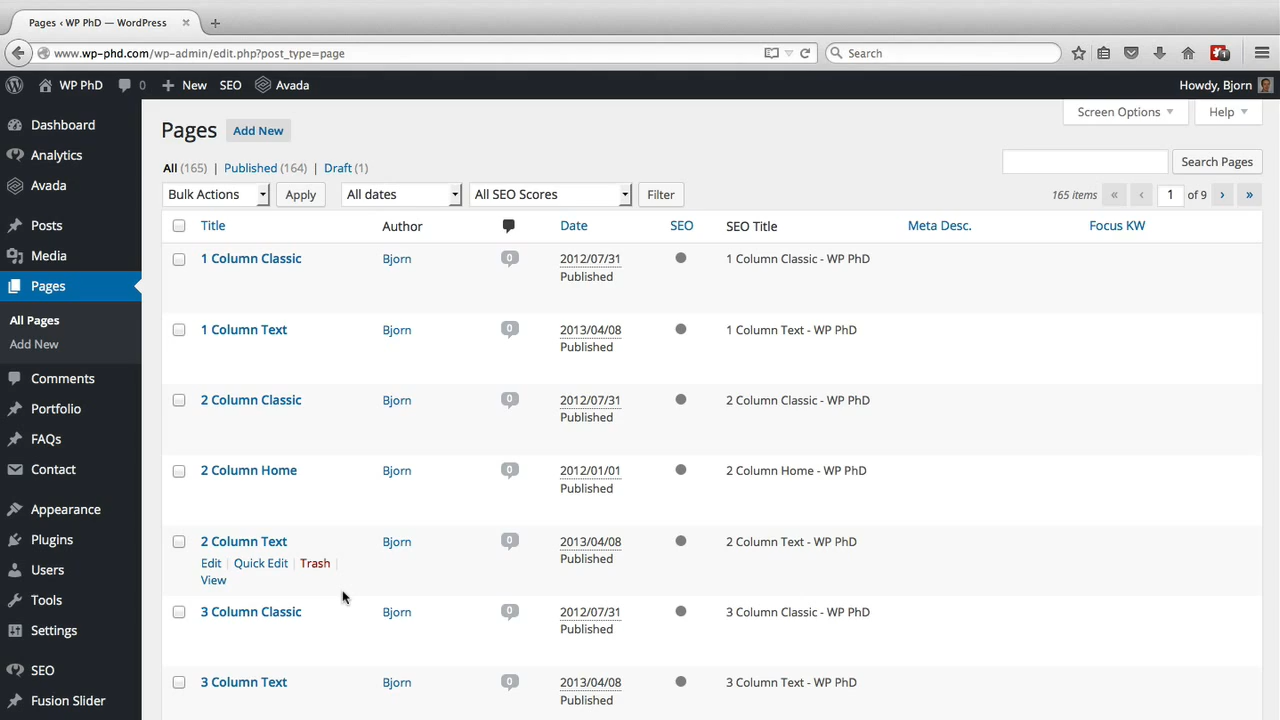 Pages ‹ WP PhD — WordPress × +
www.wp-phd.com/wp-admin/edit.php?post_type=page Search 1
WP PhD 0 + New SEO Avada Howdy, Bjorn
Screen Options Help
Dashboard
Analytics
Avada
Posts
Media
Pages
All Pages
Add New
Comments
Portfolio
FAQs
Contact
Appearance
Plugins
Users
Tools
Settings
SEO
Fusion Slider
Pages Add New
All (165) | Published (164) | Draft (1) Search Pages
Bulk Actions Apply All dates All SEO Scores Filter 165 items « ‹ 1 of 9 › »
Title Author Date SEO SEO Title Meta Desc. Focus KW
1 Column Classic Bjorn 0 2012/07/31 1 Column Classic - WP PhD
Published
1 Column Text Bjorn 0 2013/04/08 1 Column Text - WP PhD
Published
2 Column Classic Bjorn 0 2012/07/31 2 Column Classic - WP PhD
Published
2 Column Home Bjorn 0 2012/01/01 2 Column Home - WP PhD
Published
2 Column Text Bjorn 0 2013/04/08 2 Column Text - WP PhD
Edit | Quick Edit | Trash | Published
View
3 Column Classic Bjorn 0 2012/07/31 3 Column Classic - WP PhD
Published
3 Column Text Bjorn 0 2013/04/08 3 Column Text - WP PhD
Published